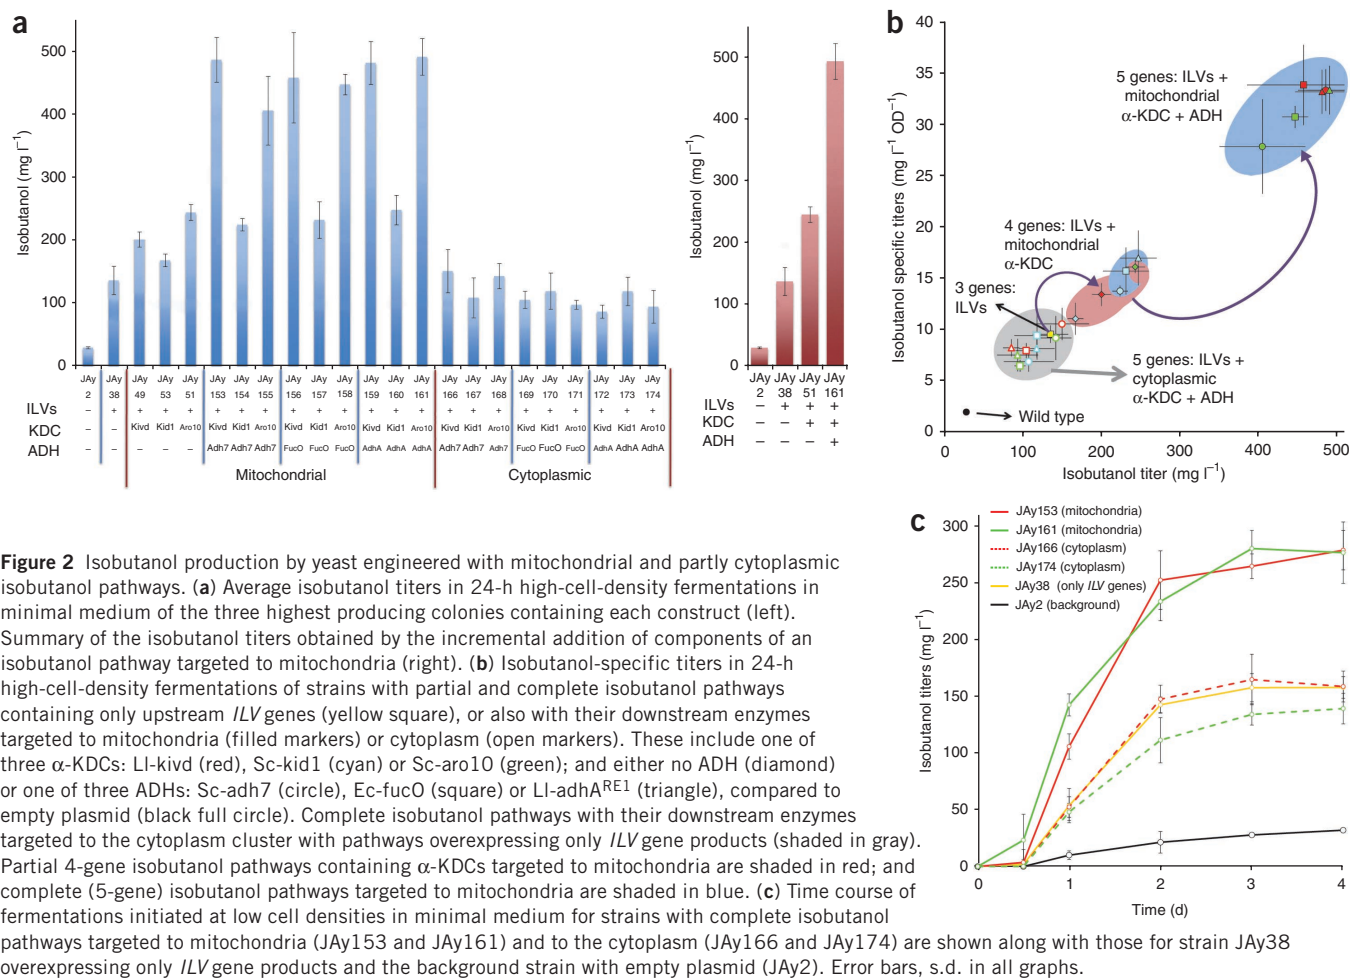 a
500
400
300
200
100
0
Isobutanol (mg l⁻¹)
JAy JAy JAy JAy JAy JAy JAy JAy JAy JAy JAy JAy JAy JAy JAy JAy JAy JAy JAy JAy JAy JAy JAy
2 38 49 53 51 153 154 155 156 157 158 159 160 161 166 167 168 169 170 171 172 173 174
ILVs – + + + + + + + + + + + + + + + + + + + + + +
KDC – – Kivd Kid1 Aro10 Kivd Kid1 Aro10 Kivd Kid1 Aro10 Kivd Kid1 Aro10 Kivd Kid1 Aro10 Kivd Kid1 Aro10 Kivd Kid1 Aro10
ADH – – – – – Adh7 Adh7 Adh7 FucO FucO FucO AdhA AdhA AdhA Adh7 Adh7 Adh7 FucO FucO FucO AdhA AdhA AdhA
Mitochondrial Cytoplasmic
500
400
300
200
100
0
Isobutanol (mg l⁻¹)
JAy JAy JAy JAy
2 38 51 161
ILVs – + + +
KDC – – + +
ADH – – – +
b
40
35
30
25
20
15
10
5
0
Isobutanol specific titers (mg l⁻¹ OD⁻¹)
5 genes: ILVs +
mitochondrial
α-KDC + ADH
4 genes: ILVs +
mitochondrial
α-KDC
3 genes:
ILVs
5 genes: ILVs +
cytoplasmic
α-KDC + ADH
Wild type
0 100 200 300 400 500
Isobutanol titer (mg l⁻¹)
c
JAy153 (mitochondria)
JAy161 (mitochondria)
JAy166 (cytoplasm)
JAy174 (cytoplasm)
JAy38 (only ILV genes)
JAy2 (background)
300
250
200
150
100
50
0
Isobutanol titers (mg l⁻¹)
0 1 2 3 4
Time (d)
Figure 2 Isobutanol production by yeast engineered with mitochondrial and partly cytoplasmic
isobutanol pathways. (a) Average isobutanol titers in 24-h high-cell-density fermentations in
minimal medium of the three highest producing colonies containing each construct (left).
Summary of the isobutanol titers obtained by the incremental addition of components of an
isobutanol pathway targeted to mitochondria (right). (b) Isobutanol-specific titers in 24-h
high-cell-density fermentations of strains with partial and complete isobutanol pathways
containing only upstream ILV genes (yellow square), or also with their downstream enzymes
targeted to mitochondria (filled markers) or cytoplasm (open markers). These include one of
three α-KDCs: Ll-kivd (red), Sc-kid1 (cyan) or Sc-aro10 (green); and either no ADH (diamond)
or one of three ADHs: Sc-adh7 (circle), Ec-fucO (square) or Ll-adhAᴿᴱ¹ (triangle), compared to
empty plasmid (black full circle). Complete isobutanol pathways with their downstream enzymes
targeted to the cytoplasm cluster with pathways overexpressing only ILV gene products (shaded in gray).
Partial 4-gene isobutanol pathways containing α-KDCs targeted to mitochondria are shaded in red; and
complete (5-gene) isobutanol pathways targeted to mitochondria are shaded in blue. (c) Time course of
fermentations initiated at low cell densities in minimal medium for strains with complete isobutanol
pathways targeted to mitochondria (JAy153 and JAy161) and to the cytoplasm (JAy166 and JAy174) are shown along with those for strain JAy38
overexpressing only ILV gene products and the background strain with empty plasmid (JAy2). Error bars, s.d. in all graphs.